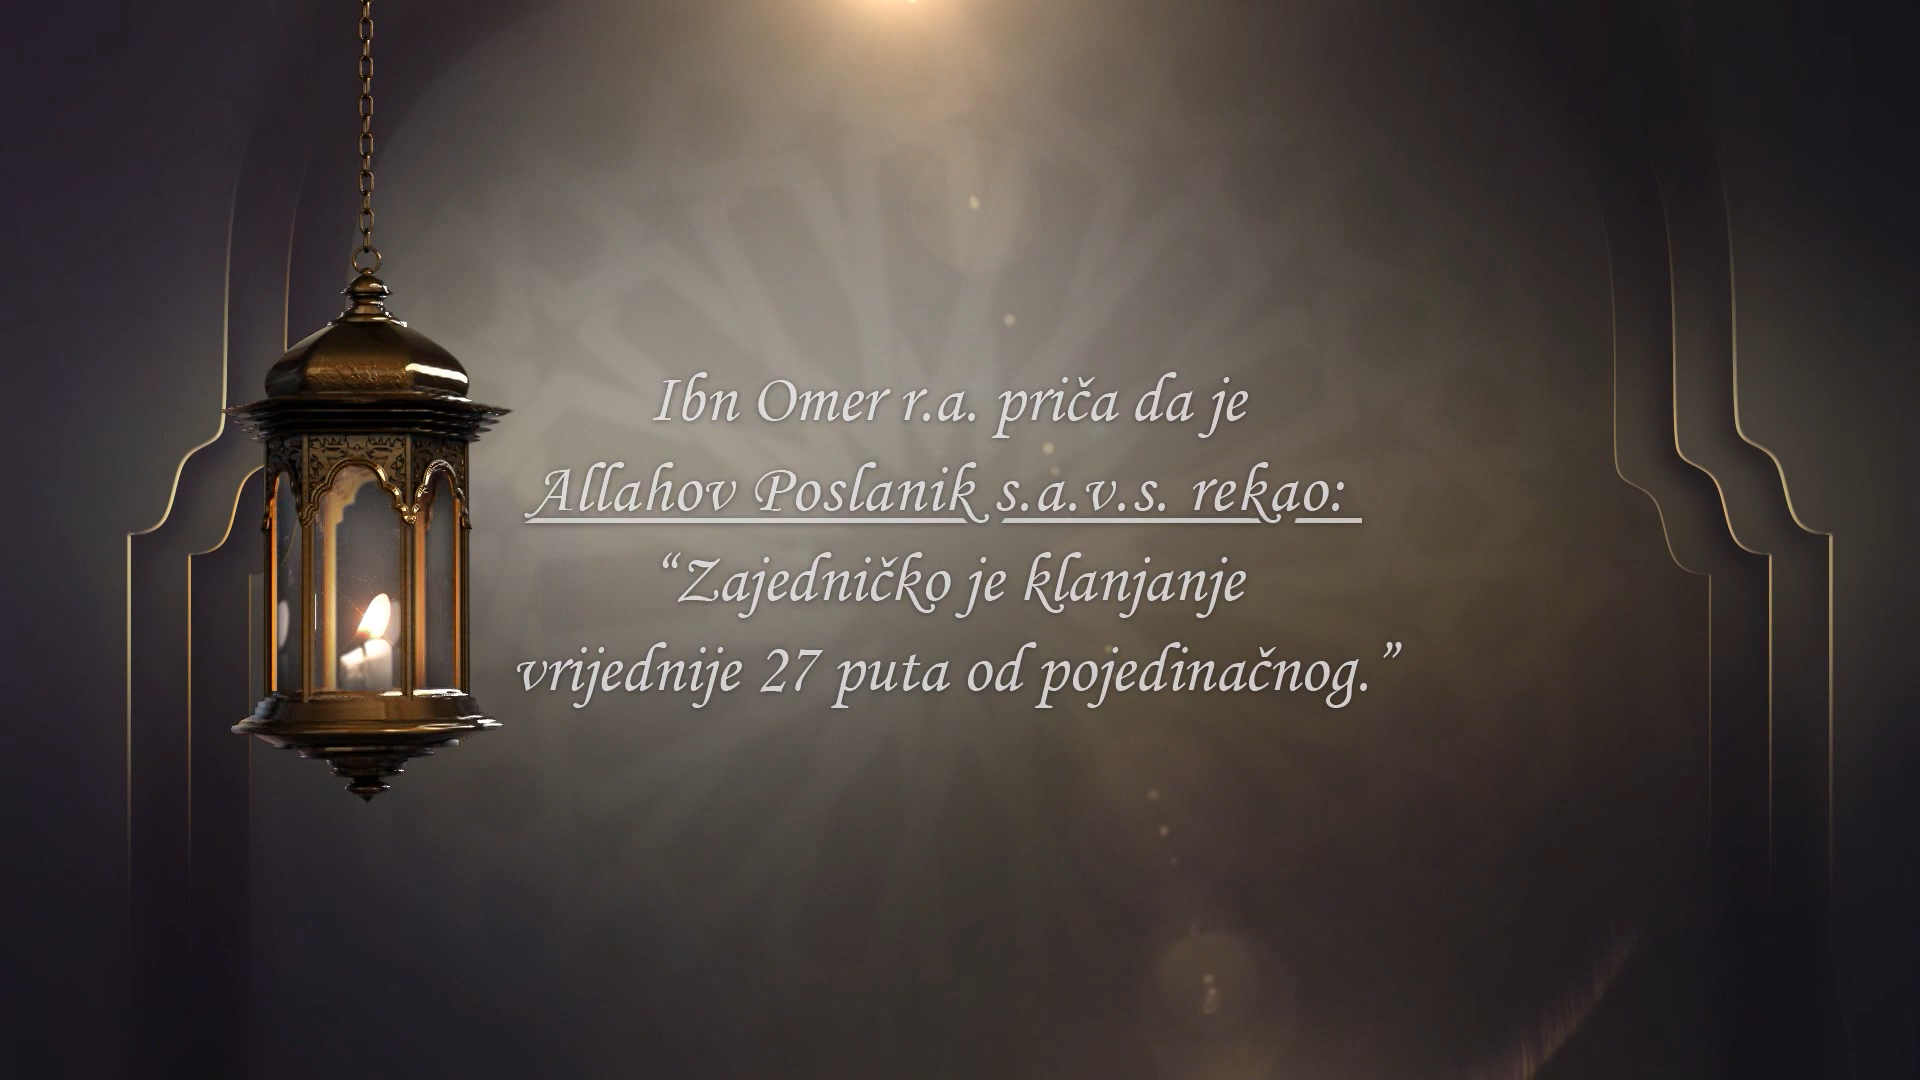 Ibn Omer r.a. priča da je
Allahov Poslanik s.a.v.s. rekao:
“Zajedničko je klanjanje
vrijednije 27 puta od pojedinačnog.”